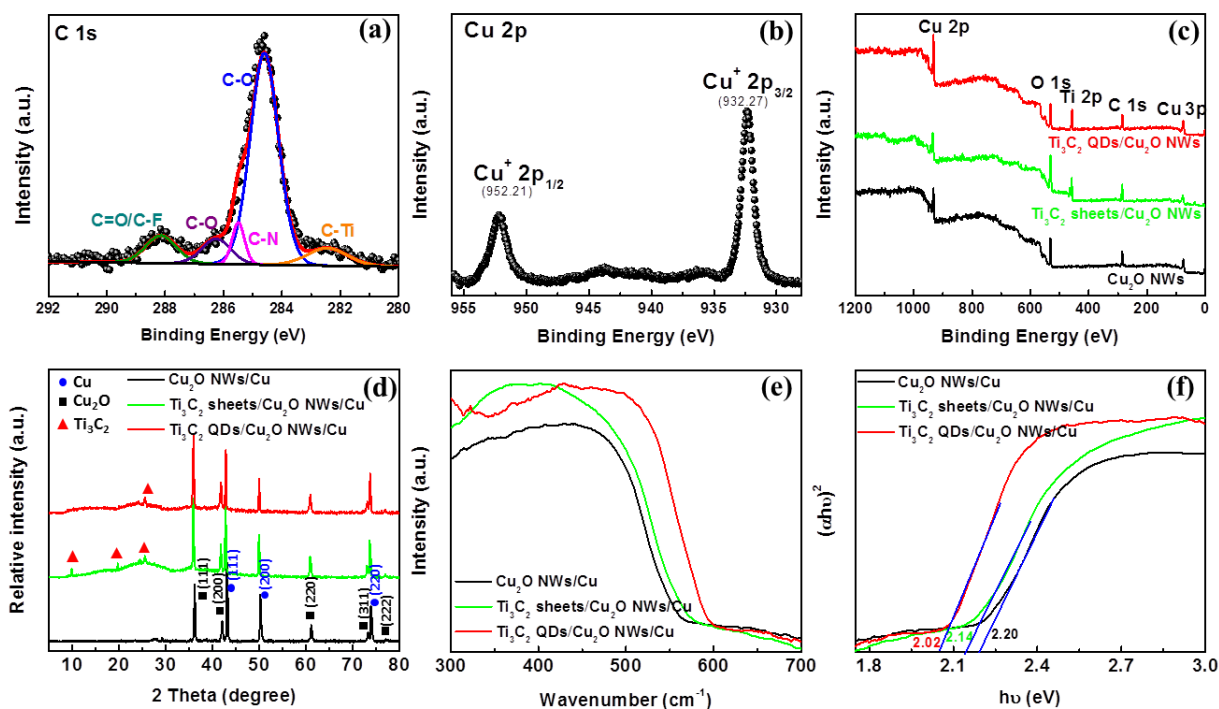 C 1s
(a)
C-O
C=O/C-F
C-O
C-N
C-Ti
Intensity (a.u.)
292 290 288 286 284 282 280
Binding Energy (eV)
Cu 2p
(b)
Cu⁺ 2p₃/₂
(932.27)
Cu⁺ 2p₁/₂
(952.21)
Intensity (a.u.)
955 950 945 940 935 930
Binding Energy (eV)
(c)
Cu 2p
O 1s
Ti 2p
C 1s
Cu 3p
Ti₃C₂ QDs/Cu₂O NWs
Ti₃C₂ sheets/Cu₂O NWs
Cu₂O NWs
Intensity (a.u.)
1200 1000 800 600 400 200 0
Binding Energy (eV)
(d)
Cu
Cu₂O
Ti₃C₂
Cu₂O NWs/Cu
Ti₃C₂ sheets/Cu₂O NWs/Cu
Ti₃C₂ QDs/Cu₂O NWs/Cu
(111)
(200)
(111)
(200)
(220)
(311)
(220)
(222)
Relative intensity (a.u.)
10 20 30 40 50 60 70 80
2 Theta (degree)
(e)
Cu₂O NWs/Cu
Ti₃C₂ sheets/Cu₂O NWs/Cu
Ti₃C₂ QDs/Cu₂O NWs/Cu
Intensity (a.u.)
300 400 500 600 700
Wavenumber (cm⁻¹)
(f)
Cu₂O NWs/Cu
Ti₃C₂ sheets/Cu₂O NWs/Cu
Ti₃C₂ QDs/Cu₂O NWs/Cu
2.02
2.14
2.20
(αhυ)²
1.8 2.1 2.4 2.7 3.0
hυ (eV)